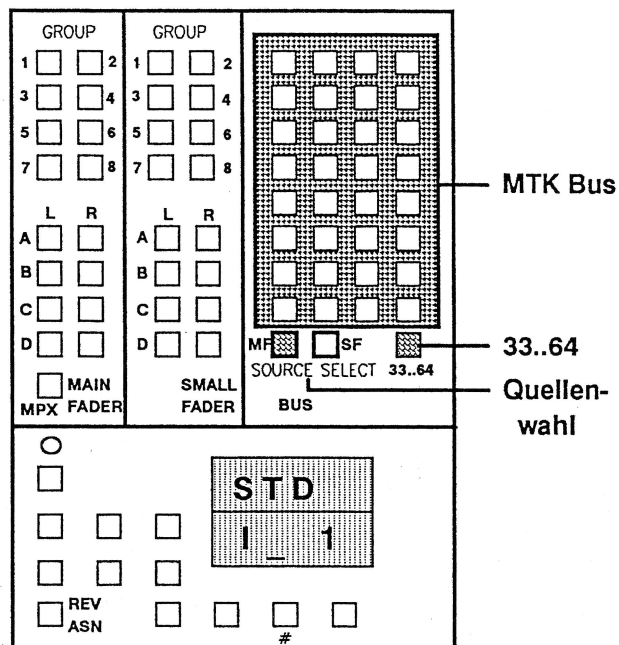 GROUP
1 2
3 4
5 6
7 8
L R
A
B
C
D
MPX
MAIN
FADER
GROUP
1 2
3 4
5 6
7 8
L R
A
B
C
D
SMALL
FADER
MF SF
SOURCE SELECT 33..64
BUS
MTK Bus
33..64
Quellen-
wahl
STD
I_ 1
REV
ASN
#